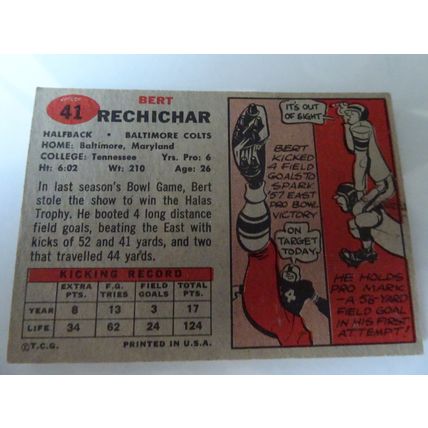 41
BERT
RECHICHAR
HALFBACK • BALTIMORE COLTS
HOME: Baltimore, Maryland
COLLEGE: Tennessee Yrs. Pro: 6
Ht: 6:02 Wt: 210 Age: 26
In last season's Bowl Game, Bert
stole the show to win the Halas
Trophy. He booted 4 long distance
field goals, beating the East with
kicks of 52 and 41 yards, and two
that travelled 44 yards.
KICKING RECORD
EXTRA PTS. F.G. TRIES FIELD GOALS TOTAL PTS.
YEAR 8 13 3 17
LIFE 34 62 24 124
©T.C.G. PRINTED IN U.S.A.
IT'S OUT
OF SIGHT
BERT
KICKED
4 FIELD
GOALS TO
SPARK
'57 EAST
PRO BOWL
VICTORY
ON
TARGET
TODAY
4
HE HOLDS
PRO MARK
-A 56-YARD
FIELD GOAL
IN HIS FIRST
ATTEMPT!